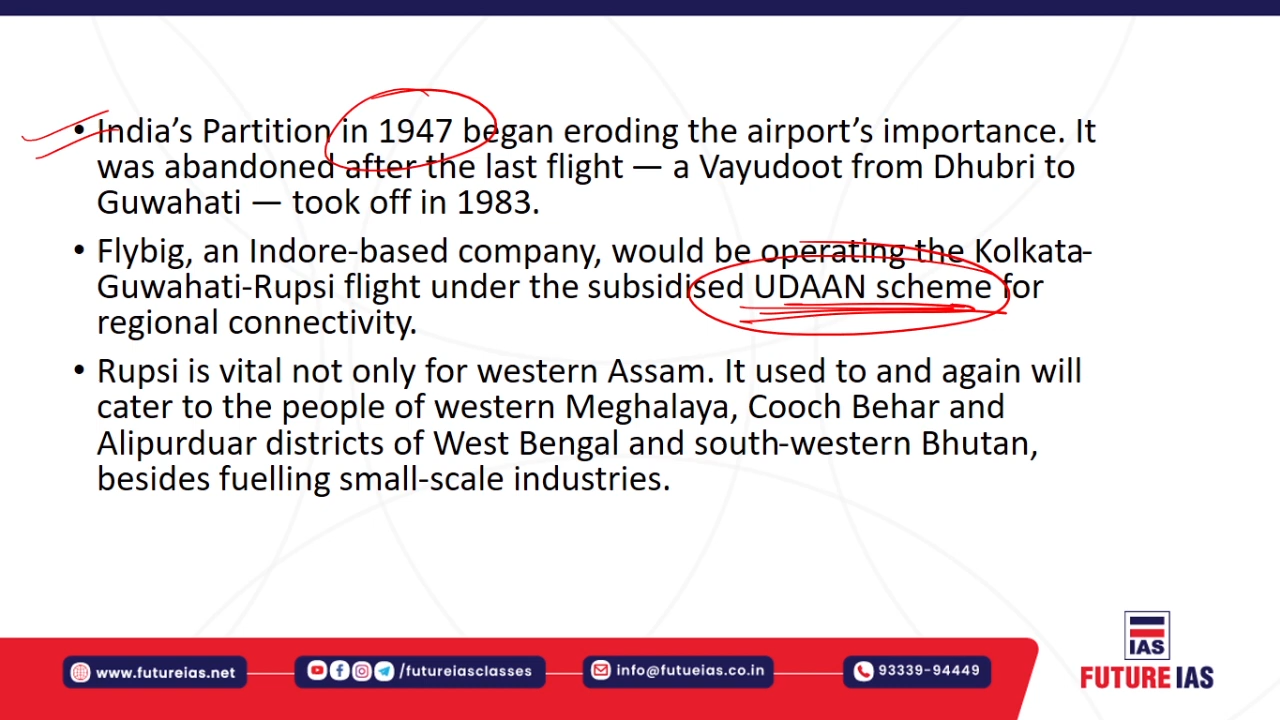 • India’s Partition in 1947 began eroding the airport’s importance. It
was abandoned after the last flight — a Vayudoot from Dhubri to
Guwahati — took off in 1983.
• Flybig, an Indore-based company, would be operating the Kolkata-
Guwahati-Rupsi flight under the subsidised UDAAN scheme for
regional connectivity.
• Rupsi is vital not only for western Assam. It used to and again will
cater to the people of western Meghalaya, Cooch Behar and
Alipurduar districts of West Bengal and south-western Bhutan,
besides fuelling small-scale industries.
www.futureias.net
/futureiasclasses
info@futueias.co.in
93339-94449
IAS
FUTURE IAS